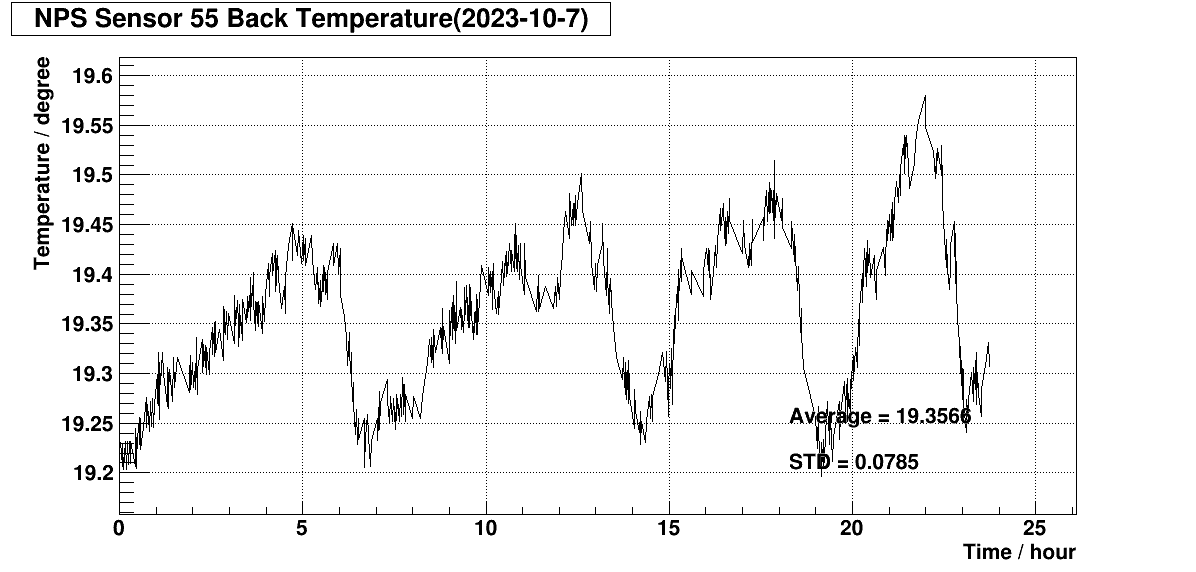 NPS Sensor 55 Back Temperature(2023-10-7)
Temperature / degree
19.6
19.55
19.5
19.45
19.4
19.35
19.3
19.25
19.2
Average = 19.3566
STD = 0.0785
0 5 10 15 20 25
Time / hour